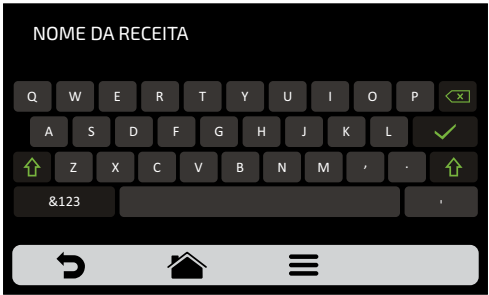 NOME DA RECEITA
Q W E R T Y U I O P
A S D F G H J K L
Z X C V B N M , .
&123 '